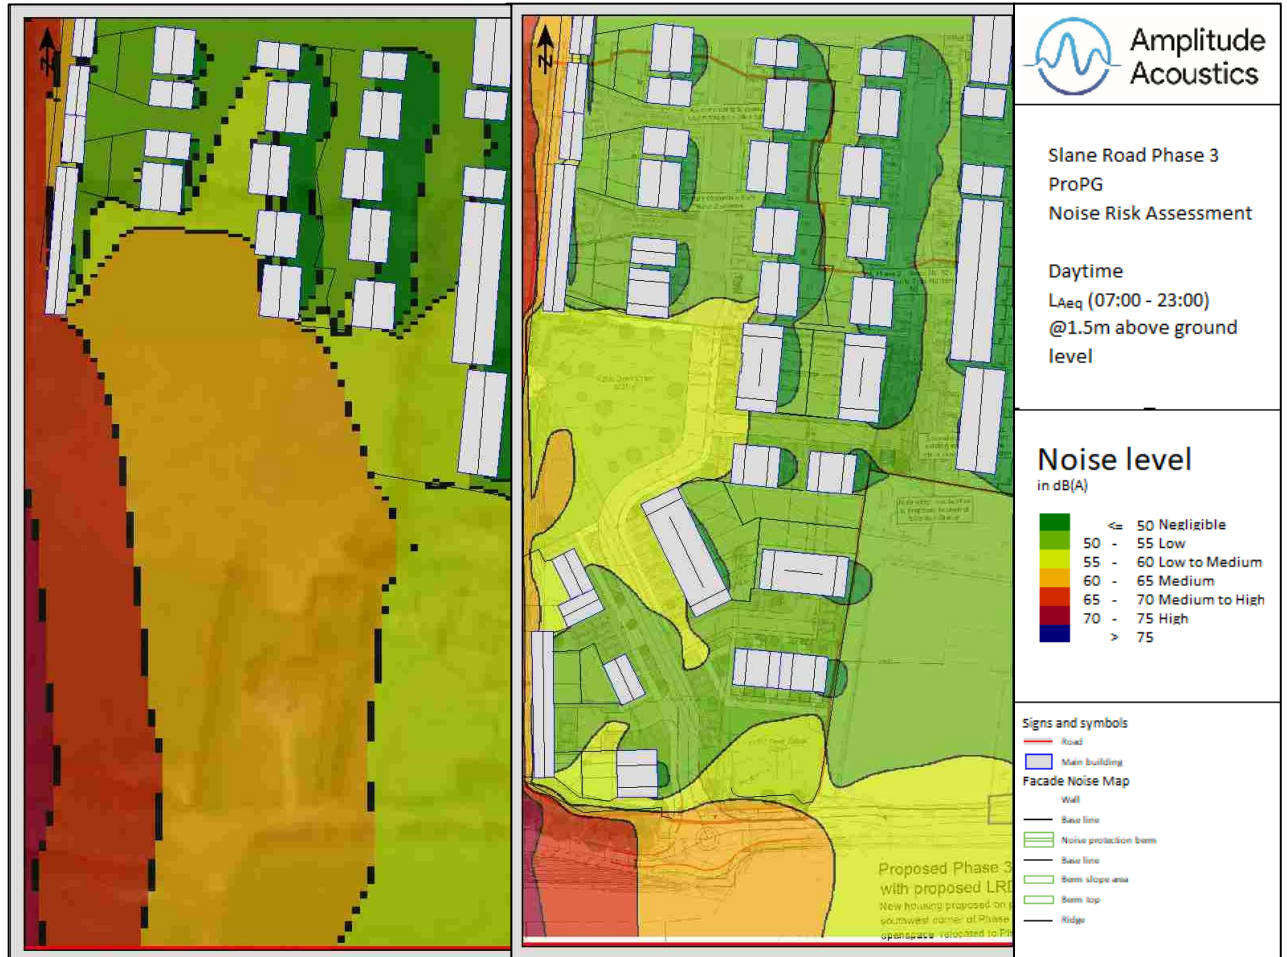 Amplitude
Acoustics
Slane Road Phase 3
ProPG
Noise Risk Assessment
Daytime
LAeq (07:00 - 23:00)
@1.5m above ground
level
Noise level
in dB(A)
<= 50 Negligible
50 - 55 Low
55 - 60 Low to Medium
60 - 65 Medium
65 - 70 Medium to High
70 - 75 High
> 75
Signs and symbols
Road
Main building
Facade Noise Map
Wall
Base line
Noise protection berm
Base line
Berm slope area
Berm top
Ridge
Proposed Phase 3
with proposed LRD
New housing proposed on
southwest corner of Phase
openspace relocated to